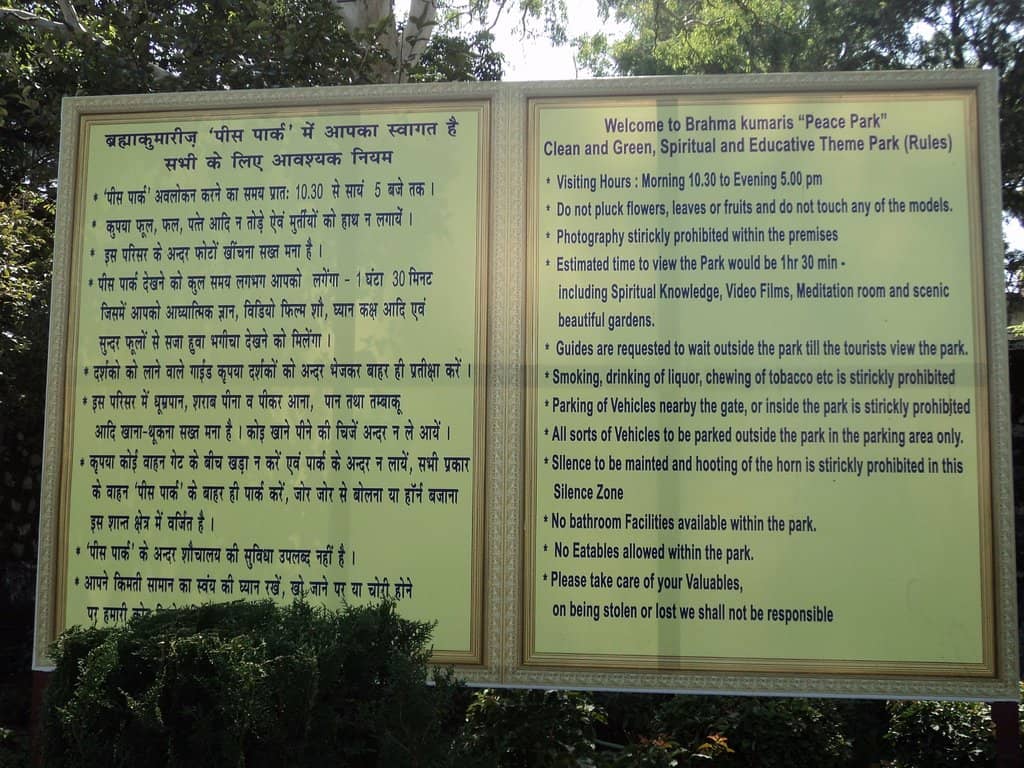 ब्रह्माकुमारीज़ 'पीस पार्क' में आपका स्वागत है
सभी के लिए आवश्यक नियम
* 'पीस पार्क' अवलोकन करने का समय प्रातः 10.30 से सायं 5 बजे तक ।
* कुपया फूल, फल, पत्ते आदि न तोड़े ऐवं मुर्तीयों को हाथ न लगायें ।
* इस परिसर के अन्दर फोटों खींचना सख्त मना है ।
* पीस पार्क देखने को कुल समय लगभग आपको लगेंगा - 1 घंटा 30 मिनट
जिसमें आपको आध्यात्मिक ज्ञान, विडियो फिल्म शौ, ध्यान कक्ष आदि एवं
सुन्दर फूलों से सजा हुवा भगीचा देखने को मिलेंगा ।
* दर्शको को लाने वाले गाईड कृपया दर्शकों को अन्दर भेजकर बाहर ही प्रतीक्षा करें ।
* इस परिसर में धूम्रपान, शराब पीना व पीकर आना, पान तथा तम्बाकू
आदि खाना-थूकना सख्त मना है । कोइ खाने पीने की चिजें अन्दर न ले आयें ।
* कृपया कोई वाहन गेट के बीच खड़ा न करें एवं पार्क के अन्दर न लायें, सभी प्रकार
के वाहन 'पीस पार्क' के बाहर ही पार्क करें, जोर जोर से बोलना या हॉर्न बजाना
इस शान्त क्षेत्र में वर्जित है ।
* 'पीस पार्क' के अन्दर शौचालय की सुविधा उपलब्द नहीं है ।
* आपने किमती सामान का स्वंय की ध्यान रखें, खो जाने पर या चोरी होने
पर हमारी
Welcome to Brahma kumaris “Peace Park”
Clean and Green, Spiritual and Educative Theme Park (Rules)
* Visiting Hours : Morning 10.30 to Evening 5.00 pm
* Do not pluck flowers, leaves or fruits and do not touch any of the models.
* Photography stirickly prohibited within the premises
* Estimated time to view the Park would be 1hr 30 min -
including Spiritual Knowledge, Video Films, Meditation room and scenic
beautiful gardens.
* Guides are requested to wait outside the park till the tourists view the park.
* Smoking, drinking of liquor, chewing of tobacco etc is stirickly prohibited
* Parking of Vehicles nearby the gate, or inside the park is stirickly prohibited
* All sorts of Vehicles to be parked outside the park in the parking area only.
* SIlence to be mainted and hooting of the horn is stirickly prohibited in this
Silence Zone
* No bathroom Facilities available within the park.
* No Eatables allowed within the park.
* Please take care of your Valuables,
on being stolen or lost we shall not be responsible